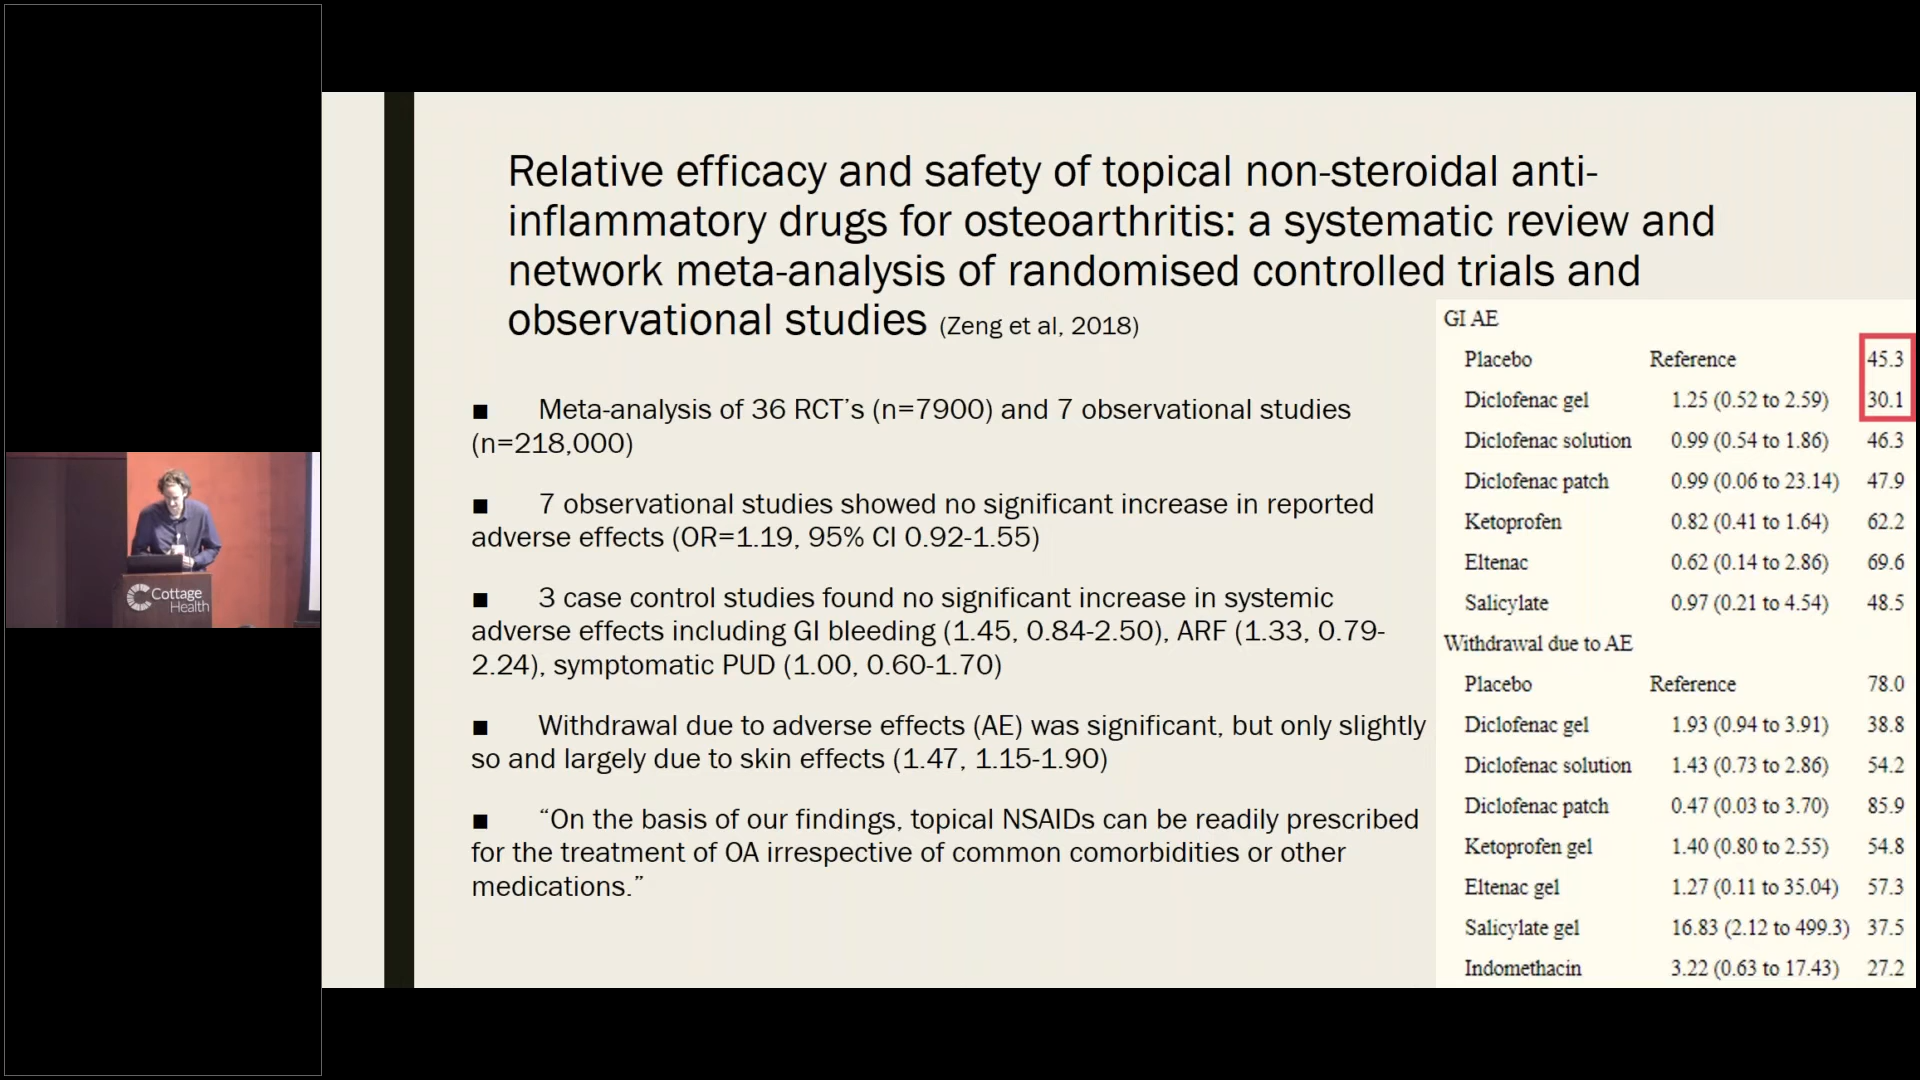 Relative efficacy and safety of topical non-steroidal anti-
inflammatory drugs for osteoarthritis: a systematic review and
network meta-analysis of randomised controlled trials and
observational studies (Zeng et al, 2018)
■ Meta-analysis of 36 RCT’s (n=7900) and 7 observational studies
(n=218,000)
■ 7 observational studies showed no significant increase in reported
adverse effects (OR=1.19, 95% CI 0.92-1.55)
■ 3 case control studies found no significant increase in systemic
adverse effects including GI bleeding (1.45, 0.84-2.50), ARF (1.33, 0.79-
2.24), symptomatic PUD (1.00, 0.60-1.70)
■ Withdrawal due to adverse effects (AE) was significant, but only slightly
so and largely due to skin effects (1.47, 1.15-1.90)
■ “On the basis of our findings, topical NSAIDs can be readily prescribed
for the treatment of OA irrespective of common comorbidities or other
medications.”
GI AE
Placebo Reference 45.3
Diclofenac gel 1.25 (0.52 to 2.59) 30.1
Diclofenac solution 0.99 (0.54 to 1.86) 46.3
Diclofenac patch 0.99 (0.06 to 23.14) 47.9
Ketoprofen 0.82 (0.41 to 1.64) 62.2
Eltenac 0.62 (0.14 to 2.86) 69.6
Salicylate 0.97 (0.21 to 4.54) 48.5
Withdrawal due to AE
Placebo Reference 78.0
Diclofenac gel 1.93 (0.94 to 3.91) 38.8
Diclofenac solution 1.43 (0.73 to 2.86) 54.2
Diclofenac patch 0.47 (0.03 to 3.70) 85.9
Ketoprofen gel 1.40 (0.80 to 2.55) 54.8
Eltenac gel 1.27 (0.11 to 35.04) 57.3
Salicylate gel 16.83 (2.12 to 499.3) 37.5
Indomethacin 3.22 (0.63 to 17.43) 27.2
Cottage
Health